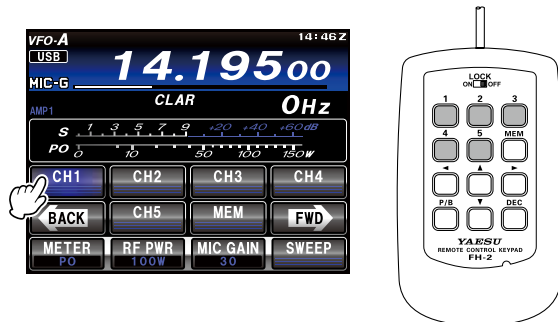 VFO-A 14:46Z
USB
14.19500
MIC-G
CLAR 0Hz
AMP1
S 1 3 5 7 9 +20 +40 +60dB
PO 0 10 50 100 150W
CH1 CH2 CH3 CH4
BACK CH5 MEM FWD
METER RF PWR MIC GAIN SWEEP
PO 100W 30
LOCK
ON OFF
1 2 3
4 5 MEM
◄ ▲ ►
P/B ▼ DEC
YAESU
REMOTE CONTROL KEYPAD
FH-2